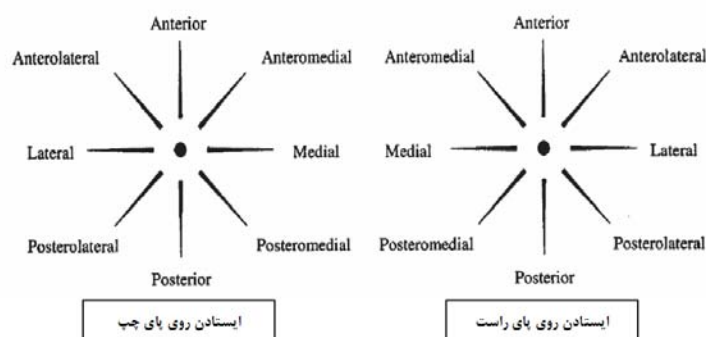 Anterior
Anterolateral Anteromedial
Lateral Medial
Posterolateral Posteromedial
Posterior
ایستادن روی پای چپ
Anterior
Anteromedial Anterolateral
Medial Lateral
Posteromedial Posterolateral
Posterior
ایستادن روی پای راست